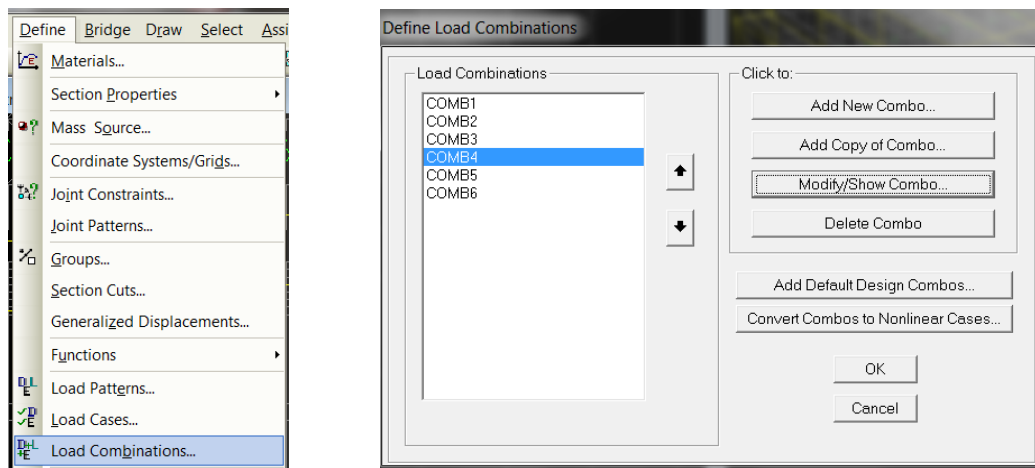 Define Bridge Draw Select Assi
Materials...
Section Properties
Mass Source...
Coordinate Systems/Grids...
Joint Constraints...
Joint Patterns...
Groups...
Section Cuts...
Generalized Displacements...
Functions
Load Patterns...
Load Cases...
Load Combinations...
Define Load Combinations
Load Combinations
COMB1
COMB2
COMB3
COMB4
COMB5
COMB6
Click to:
Add New Combo...
Add Copy of Combo...
Modify/Show Combo...
Delete Combo
Add Default Design Combos...
Convert Combos to Nonlinear Cases...
OK
Cancel